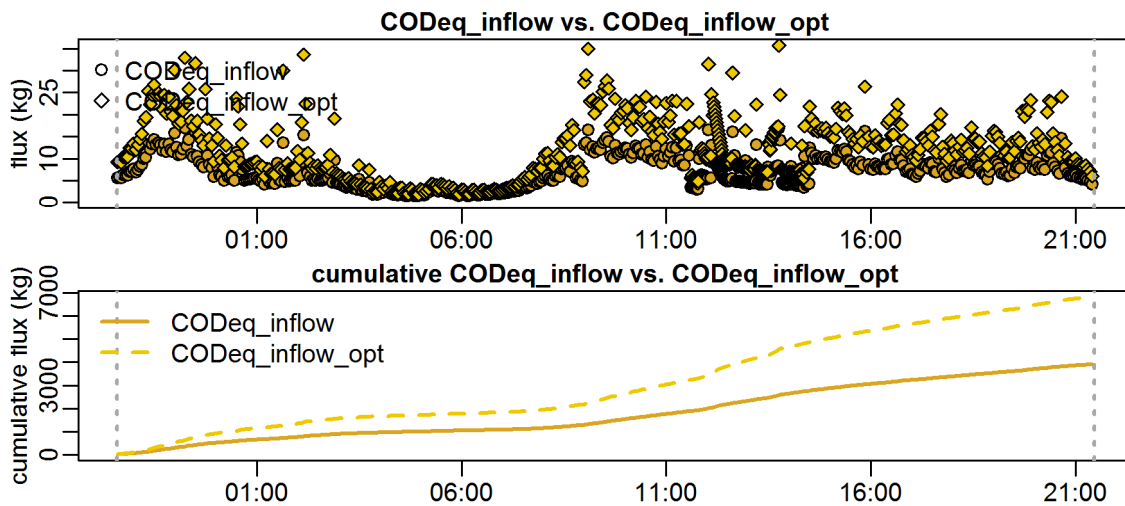 CODeq_inflow vs. CODeq_inflow_opt
flux (kg)
0
10
25
CODeq_inflow
CODeq_inflow_opt
01:00 06:00 11:00 16:00 21:00
cumulative CODeq_inflow vs. CODeq_inflow_opt
cumulative flux (kg)
0
3000
7000
CODeq_inflow
CODeq_inflow_opt
01:00 06:00 11:00 16:00 21:00